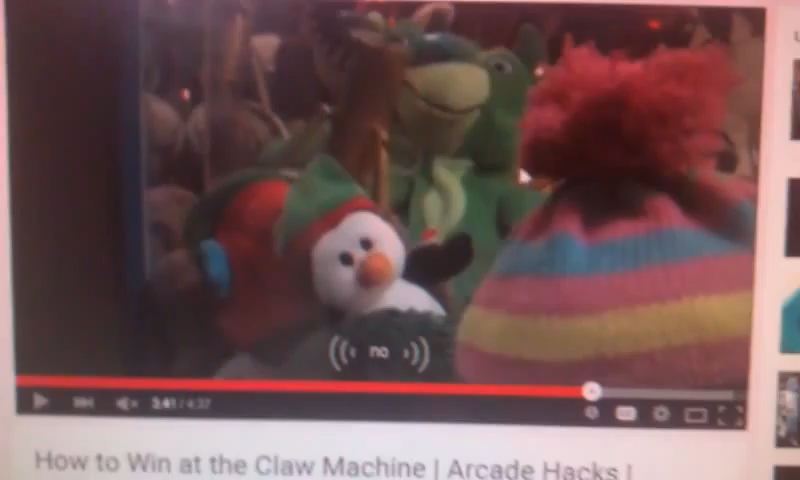 ((‹ no ›))
3:41 / 4:37
How to Win at the Claw Machine | Arcade Hacks |